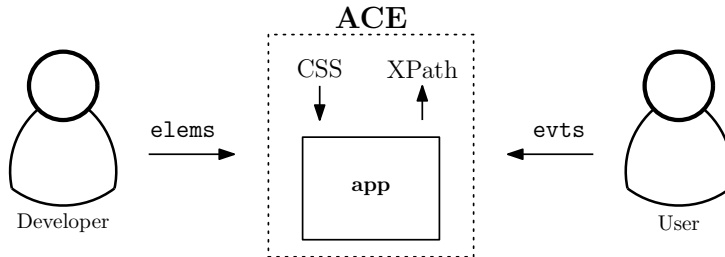 ACE
CSS
XPath
elems
evts
app
Developer
User